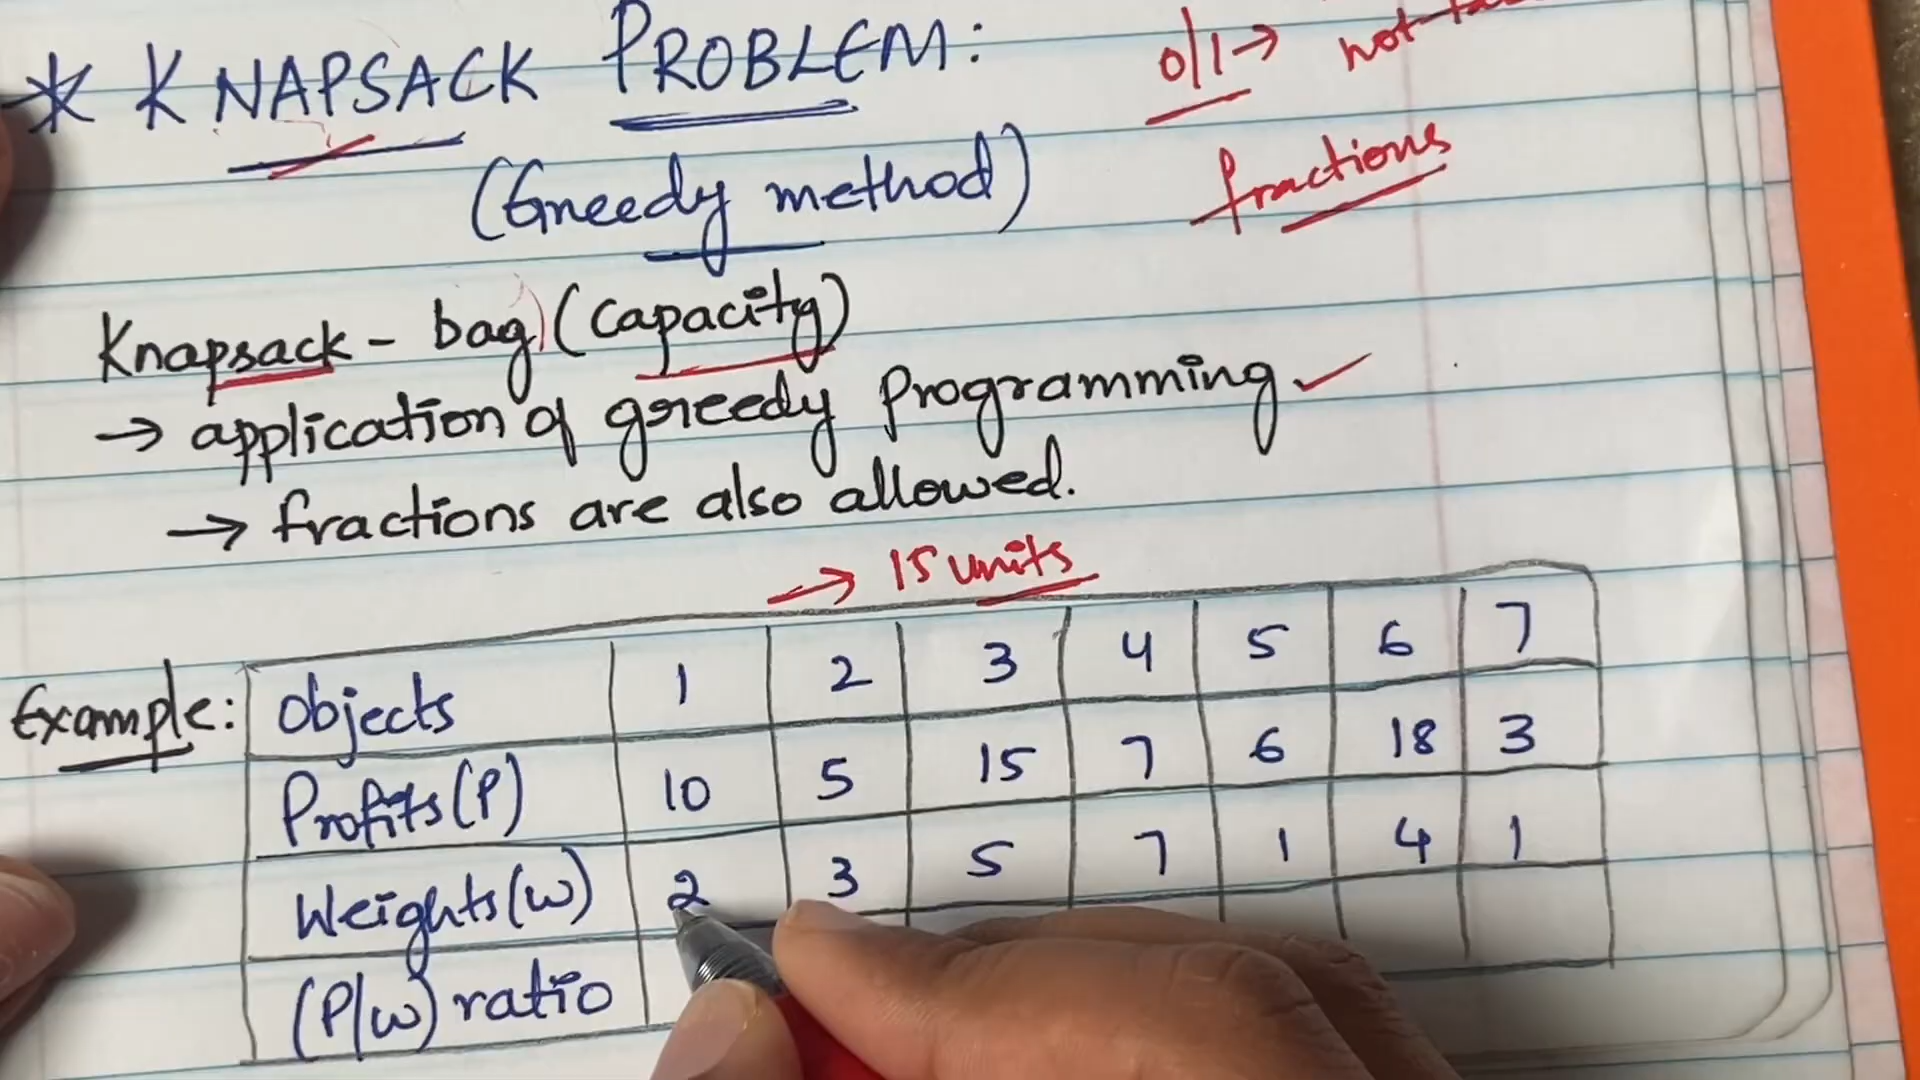 * KNAPSACK PROBLEM:
(Greedy method)
0/1→ not
fractions
Knapsack - bag (capacity)
→ application of greedy programming ✓
→ fractions are also allowed.
→ 15 units
Example:
Objects 1 2 3 4 5 6 7
Profits(P) 10 5 15 7 6 18 3
Weights(w) 2 3 5 7 1 4 1
(P/w) ratio